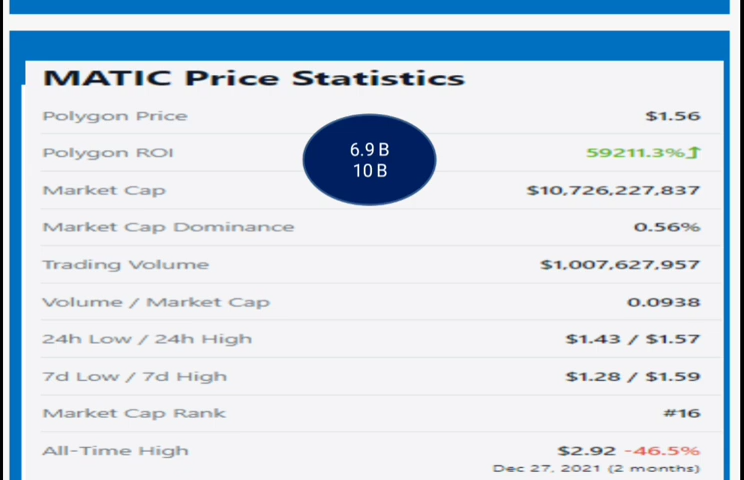 MATIC Price Statistics
Polygon Price $1.56
Polygon ROI 59211.3%
6.9 B
10 B
Market Cap $10,726,227,837
Market Cap Dominance 0.56%
Trading Volume $1,007,627,957
Volume / Market Cap 0.0938
24h Low / 24h High $1.43 / $1.57
7d Low / 7d High $1.28 / $1.59
Market Cap Rank #16
All-Time High $2.92 -46.5%
Dec 27, 2021 (2 months)